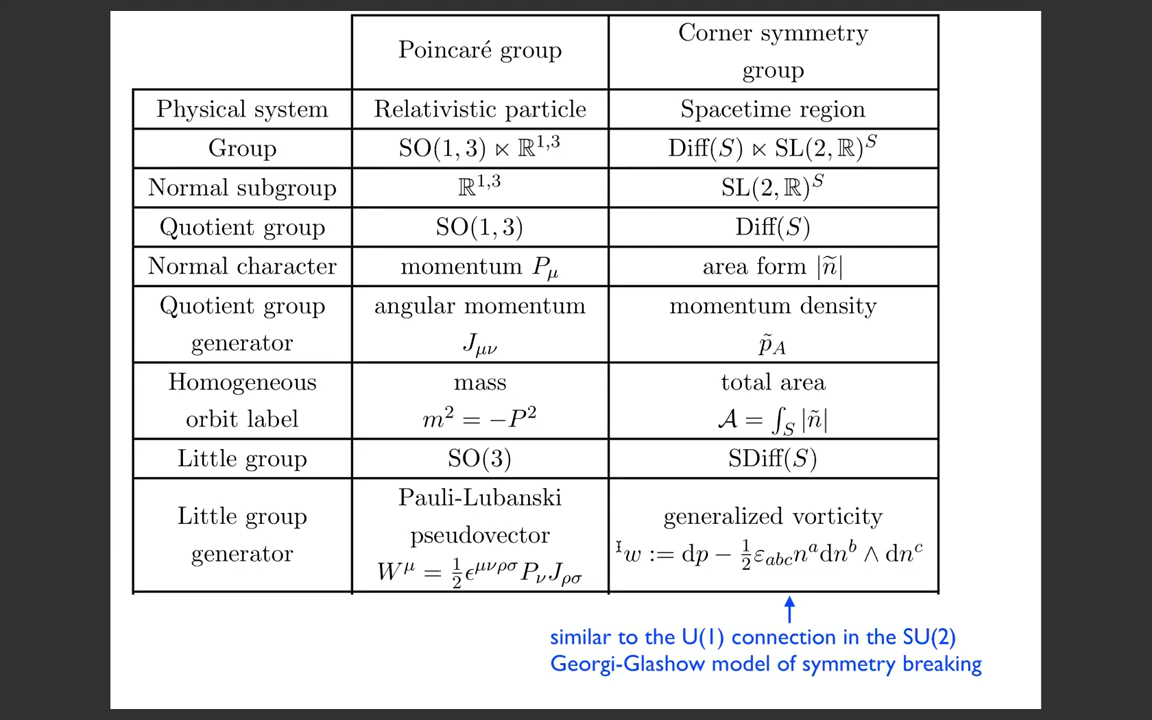 Poincaré group
Corner symmetry
group
Physical system Relativistic particle Spacetime region
Group SO(1, 3) ⋉ ℝ^{1,3} Diff(S) ⋉ SL(2, ℝ)^S
Normal subgroup ℝ^{1,3} SL(2, ℝ)^S
Quotient group SO(1, 3) Diff(S)
Normal character momentum P_μ area form |ñ|
Quotient group
generator
angular momentum
J_{μν}
momentum density
p̃_A
Homogeneous
orbit label
mass
m² = −P²
total area
𝒜 = ∫_S |ñ|
Little group SO(3) SDiff(S)
Little group
generator
Pauli-Lubanski
pseudovector
W^μ = ½ϵ^{μνρσ}P_νJ_{ρσ}
generalized vorticity
w := dp − ½ε_{abc}n^a dn^b ∧ dn^c
similar to the U(1) connection in the SU(2)
Georgi-Glashow model of symmetry breaking